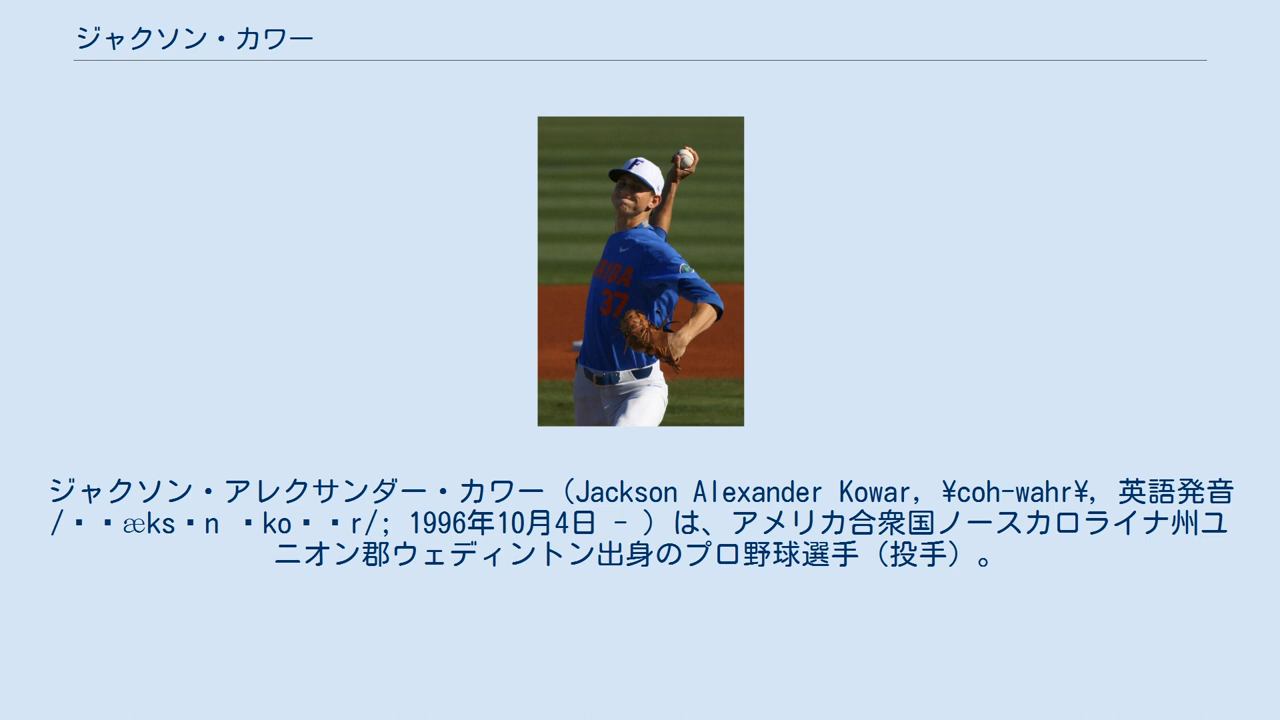 ジャクソン・カワー
F
RIDA
37
ジャクソン・アレクサンダー・カワー（Jackson Alexander Kowar, ¥coh-wahr¥, 英語発音
/▪▪æks▪n ▪ko▪▪r/; 1996年10月4日 - ）は、アメリカ合衆国ノースカロライナ州ユ
ニオン郡ウェディントン出身のプロ野球選手（投手）。